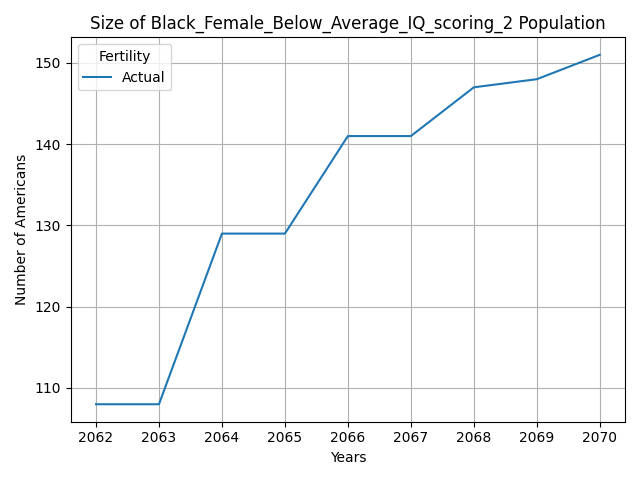 Size of Black_Female_Below_Average_IQ_scoring_2 Population
Fertility
Actual
150
140
130
120
110
Number of Americans
2062 2063 2064 2065 2066 2067 2068 2069 2070
Years